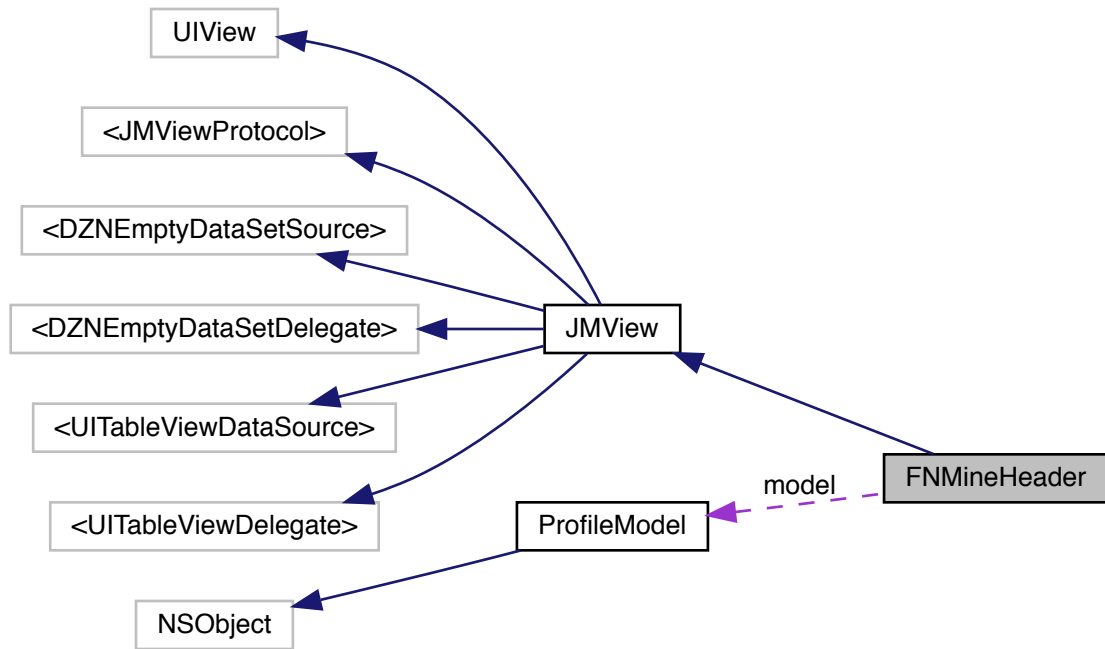 UIView
<JMViewProtocol>
<DZNEmptyDataSetSource>
<DZNEmptyDataSetDelegate>
JMView
<UITableViewDataSource>
FNMineHeader
model
<UITableViewDelegate>
ProfileModel
NSObject